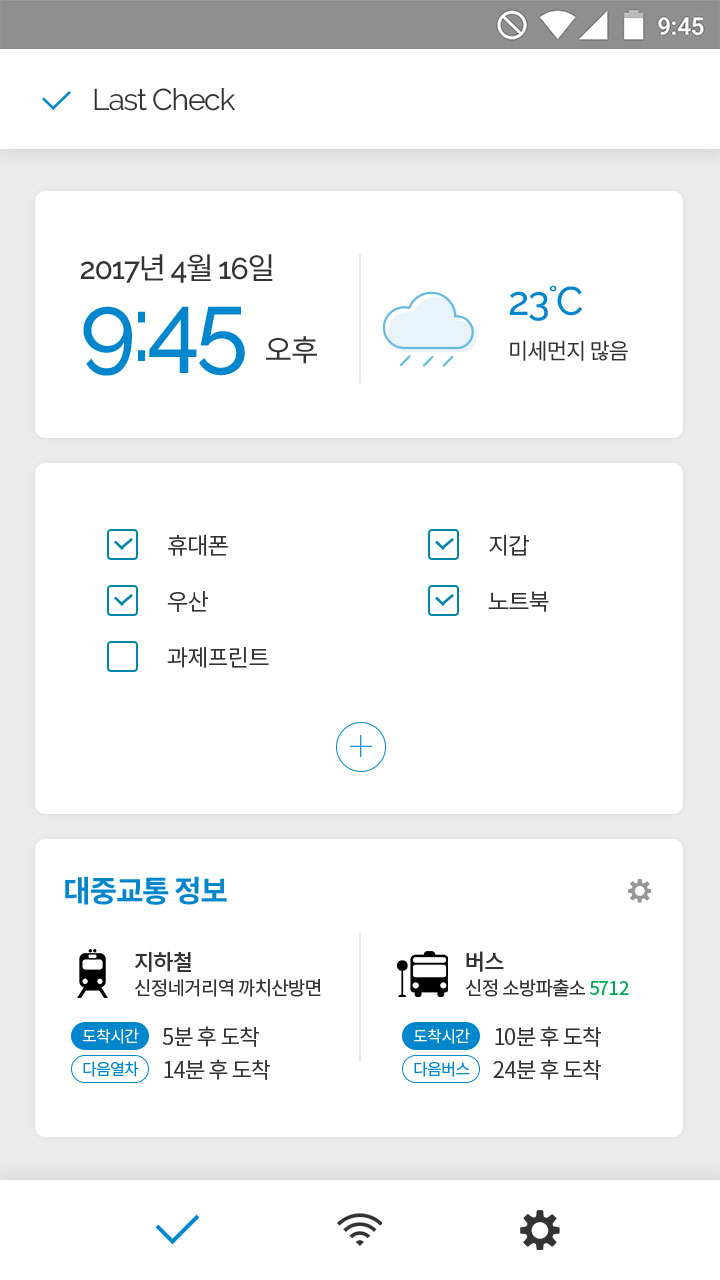 9:45
Last Check
2017년 4월 16일
9:45 오후
23°C
미세먼지 많음
휴대폰
지갑
우산
노트북
과제프린트
대중교통 정보
지하철
신정네거리역 까치산방면
도착시간 5분 후 도착
다음열차 14분 후 도착
버스
신정 소방파출소 5712
도착시간 10분 후 도착
다음버스 24분 후 도착